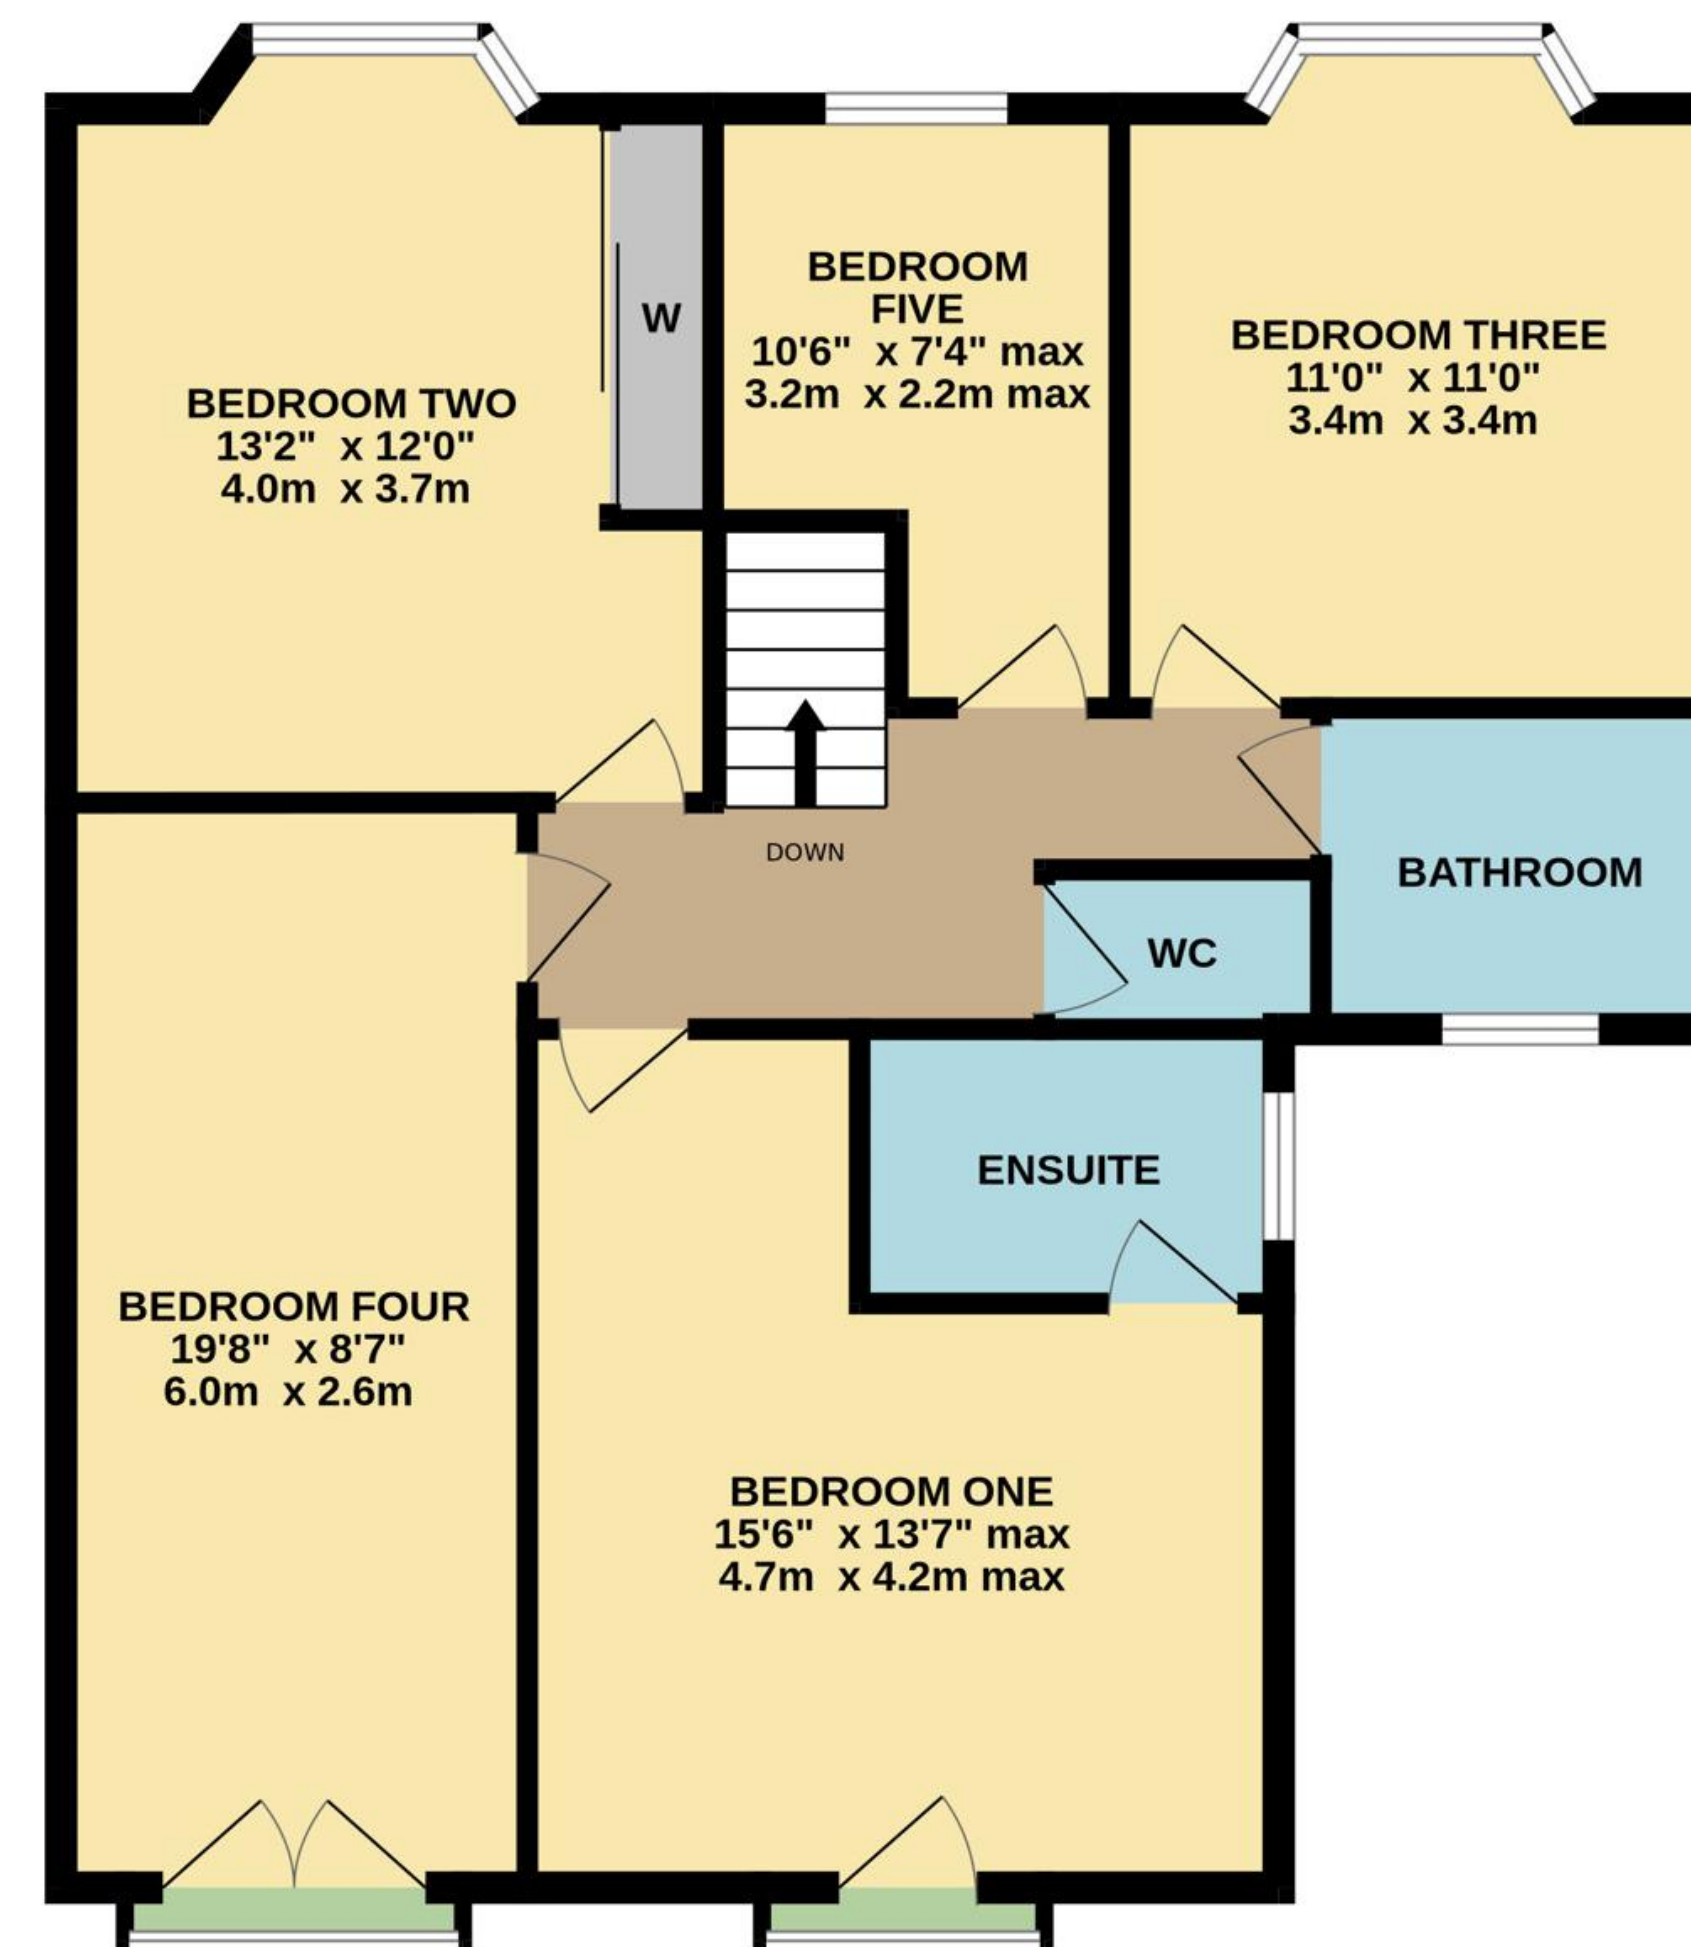 BEDROOM TWO
13'2" x 12'0"
4.0m x 3.7m
W
BEDROOM
FIVE
10'6" x 7'4" max
3.2m x 2.2m max
BEDROOM THREE
11'0" x 11'0"
3.4m x 3.4m
DOWN
BATHROOM
WC
ENSUITE
BEDROOM FOUR
19'8" x 8'7"
6.0m x 2.6m
BEDROOM ONE
15'6" x 13'7" max
4.7m x 4.2m max